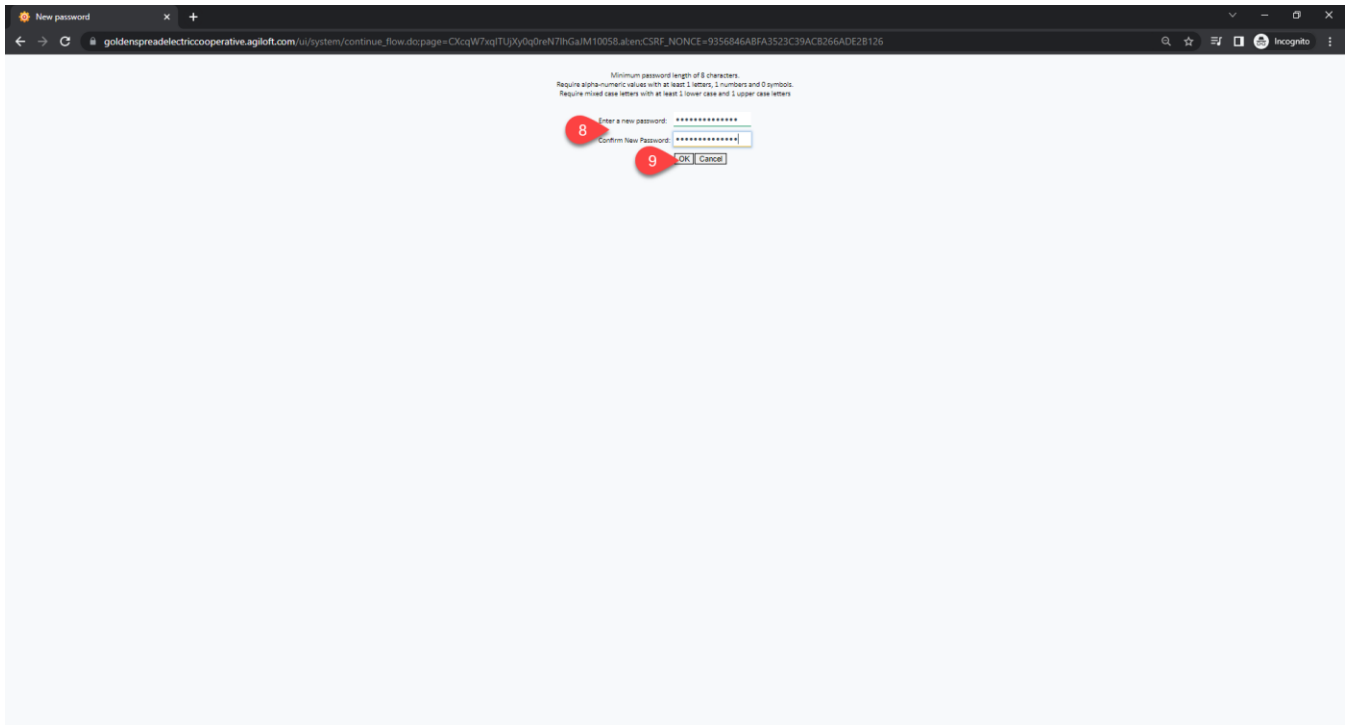 New password
goldenspreadelectriccooperative.agiloft.com/ui/system/continue_flow.do;page=CXcqW7xqITUjXy0q0reN7IhGaJM10058.al:en;CSRF_NONCE=9356846ABFA3523C39AC8266ADE2B126
Incognito
Minimum password length of 8 characters.
Require alpha-numeric values with at least 1 letters, 1 numbers and 0 symbols.
Require mixed case letters with at least 1 lower case and 1 upper case letters
Enter a new password: ••••••••••••••
8
Confirm New Password: ••••••••••••••
9 OK Cancel